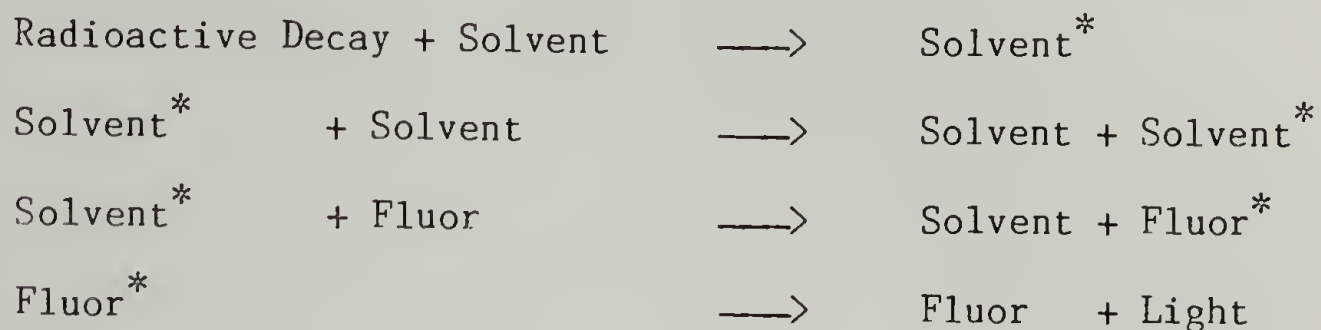 Radioactive Decay + Solvent ⟶ Solvent*
Solvent* + Solvent ⟶ Solvent + Solvent*
Solvent* + Fluor ⟶ Solvent + Fluor*
Fluor* ⟶ Fluor + Light